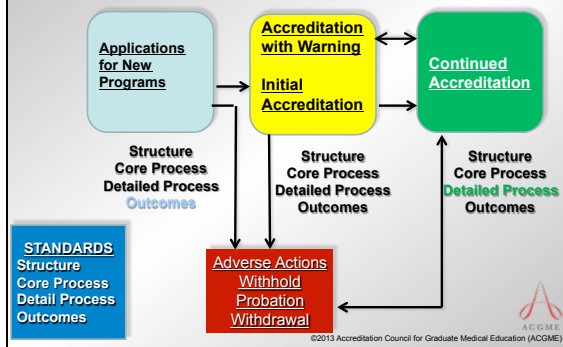 Applications
for New
Programs
Accreditation
with Warning
Initial
Accreditation
Continued
Accreditation
Structure
Core Process
Detailed Process
Outcomes
Structure
Core Process
Detailed Process
Outcomes
Structure
Core Process
Detailed Process
Outcomes
STANDARDS
Structure
Core Process
Detail Process
Outcomes
Adverse Actions
Withhold
Probation
Withdrawal
ACGME
©2013 Accreditation Council for Graduate Medical Education (ACGME)